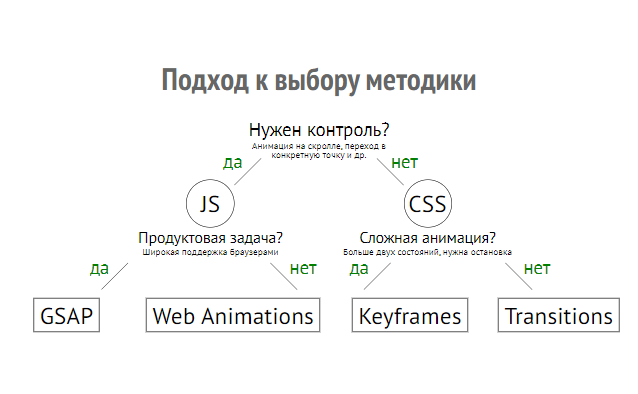 Подход к выбору методики
Нужен контроль?
Анимация на скролле, переход в
конкретную точку и др.
да
нет
JS
CSS
Продуктовая задача?
Широкая поддержка браузерами
Сложная анимация?
Больше двух состояний, нужна остановка
да
нет
да
нет
GSAP
Web Animations
Keyframes
Transitions